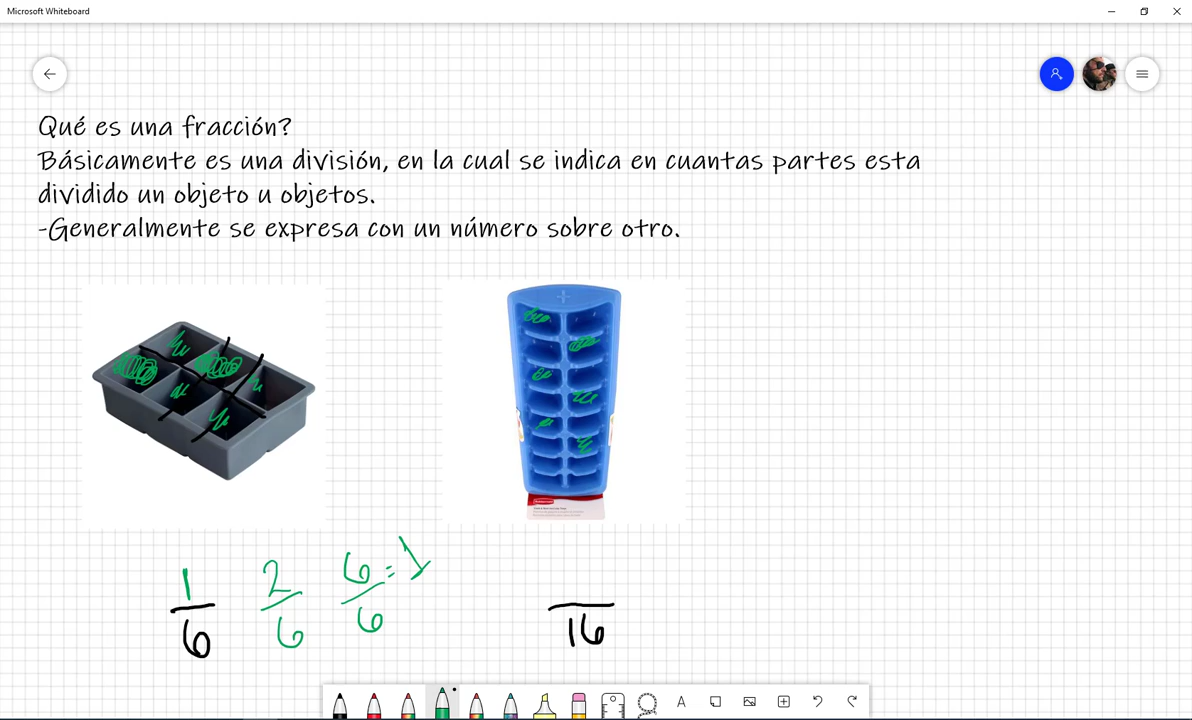 Microsoft Whiteboard
Qué es una fracción?
Básicamente es una división, en la cual se indica en cuantas partes esta
dividido un objeto u objetos.
-Generalmente se expresa con un número sobre otro.
1/6 2/6 6/6=1 /16
A